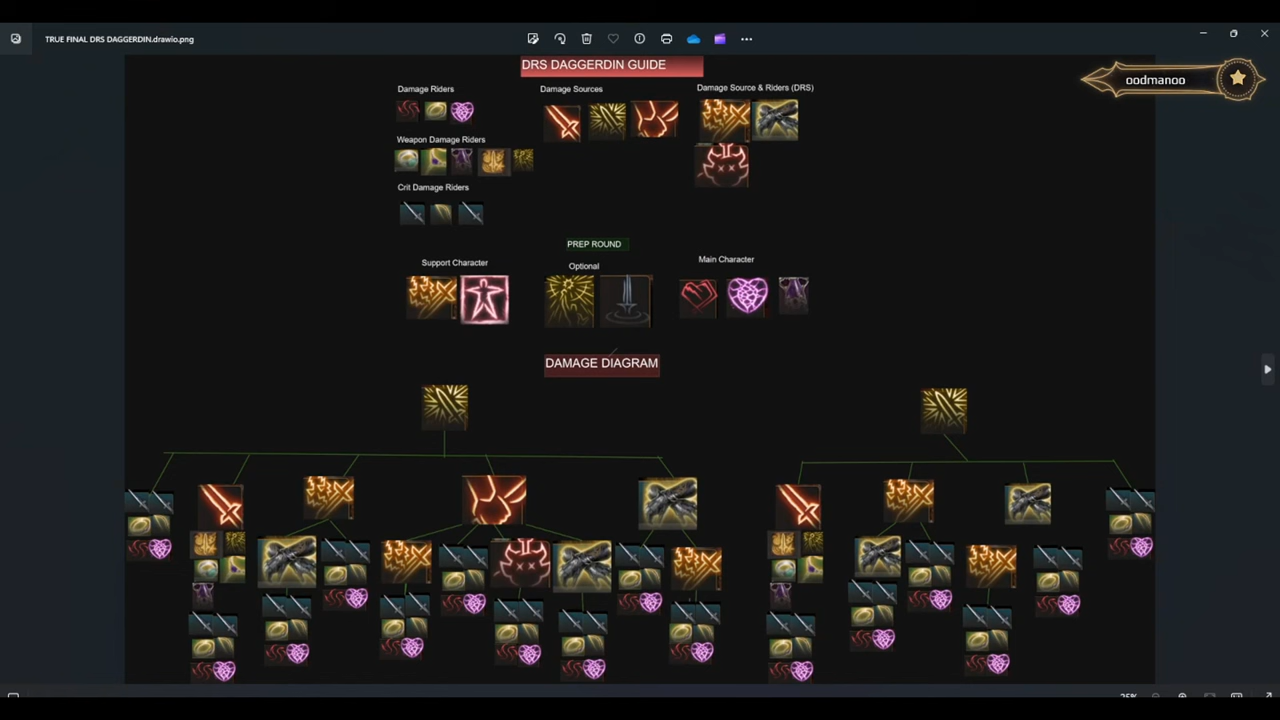 TRUE FINAL DRS DAGGERDIN.drawio.png
oodmanoo
DRS DAGGERDIN GUIDE
Damage Riders
Damage Sources
Damage Source & Riders (DRS)
Weapon Damage Riders
Crit Damage Riders
PREP ROUND
Support Character
Optional
Main Character
DAMAGE DIAGRAM
25%